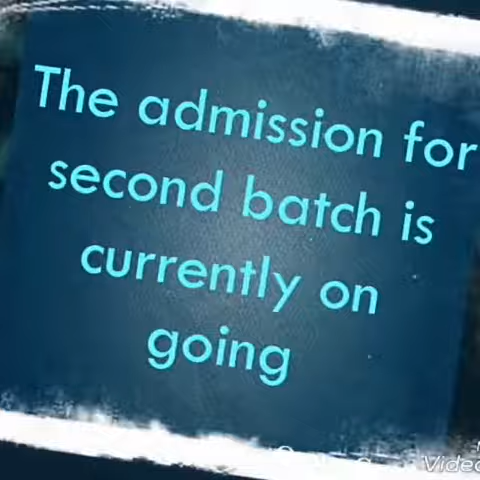 The admission for
second batch is
currently on
going